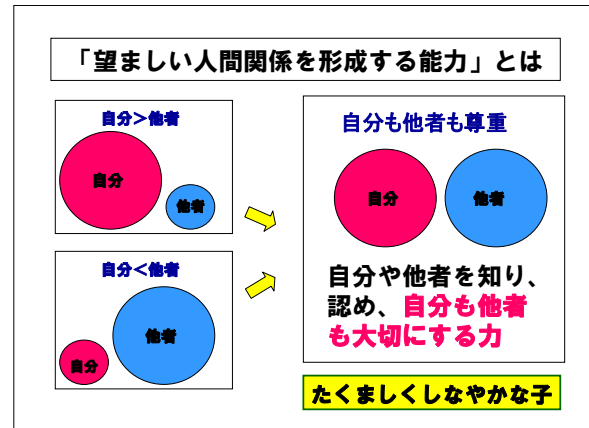 「望ましい人間関係を形成する能力」とは
自分>他者
自分
他者
自分<他者
自分
他者
自分も他者も尊重
自分
他者
自分や他者を知り、
認め、自分も他者
も大切にする力
たくましくしなやかな子